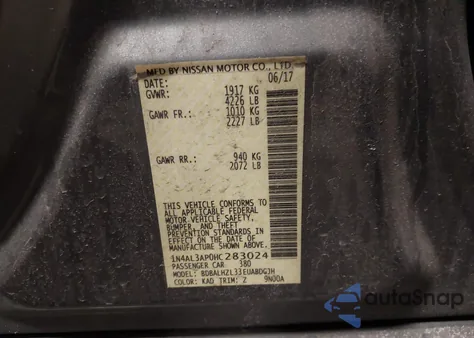 MFD BY NISSAN MOTOR CO., LTD.
DATE: 06/17
GVWR: 1917 KG
4226 LB
GAWR FR.: 1010 KG
2227 LB
GAWR RR.: 940 KG
2072 LB
THIS VEHICLE CONFORMS TO
ALL APPLICABLE FEDERAL
MOTOR VEHICLE SAFETY,
BUMPER, AND THEFT
PREVENTION STANDARDS IN
EFFECT ON THE DATE OF
MANUFACTURE SHOWN ABOVE.
1N4AL3AP0HC283024
PASSENGER CAR 380
MODEL: BDBALHZL33EUABDGJH
COLOR: KAD TRIM: Z 9N00A
autoSnap